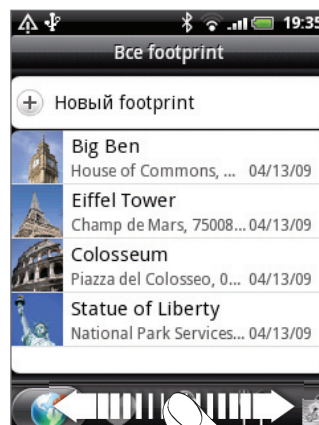 19:35
Все footprint
Новый footprint
Big Ben
House of Commons, ... 04/13/09
Eiffel Tower
Champ de Mars, 75008... 04/13/09
Colosseum
Piazza del Colosseo, 0... 04/13/09
Statue of Liberty
National Park Services... 04/13/09